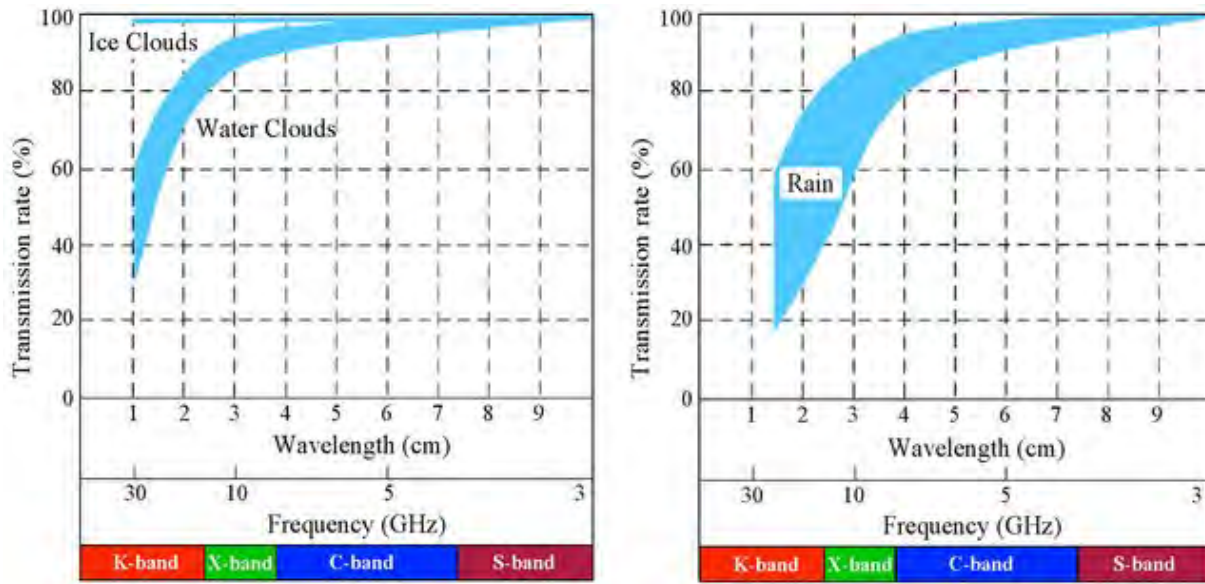 100
Ice Clouds
80
Water Clouds
60
40
20
0
Transmission rate (%)
1 2 3 4 5 6 7 8 9
Wavelength (cm)
30 10 5 3
Frequency (GHz)
K-band X-band C-band S-band
100
80
60
Rain
40
20
0
Transmission rate (%)
1 2 3 4 5 6 7 8 9
Wavelength (cm)
30 10 5 3
Frequency (GHz)
K-band X-band C-band S-band